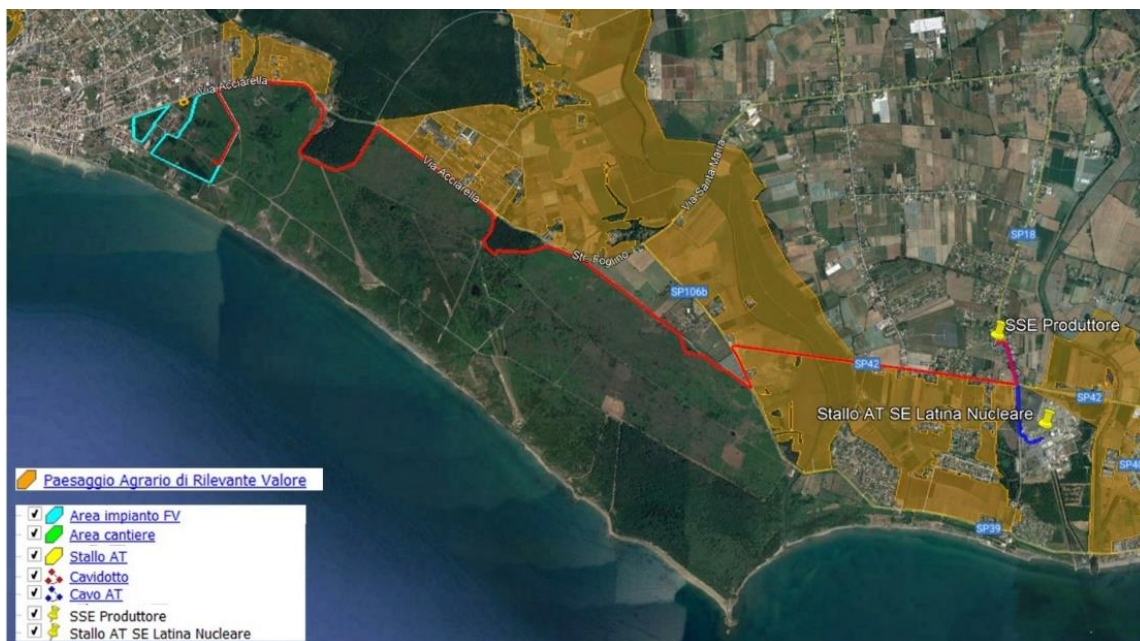 Via Acciarella
Via Acciarella
Via Santa Maria
Str. Foglino
SP106b
SP18
SSE Produttore
SP42
SP42
Stallo AT SE Latina Nucleare
SP39
Paesaggio Agrario di Rilevante Valore
Area impianto FV
Area cantiere
Stallo AT
Cavidotto
Cavo AT
SSE Produttore
Stallo AT SE Latina Nucleare